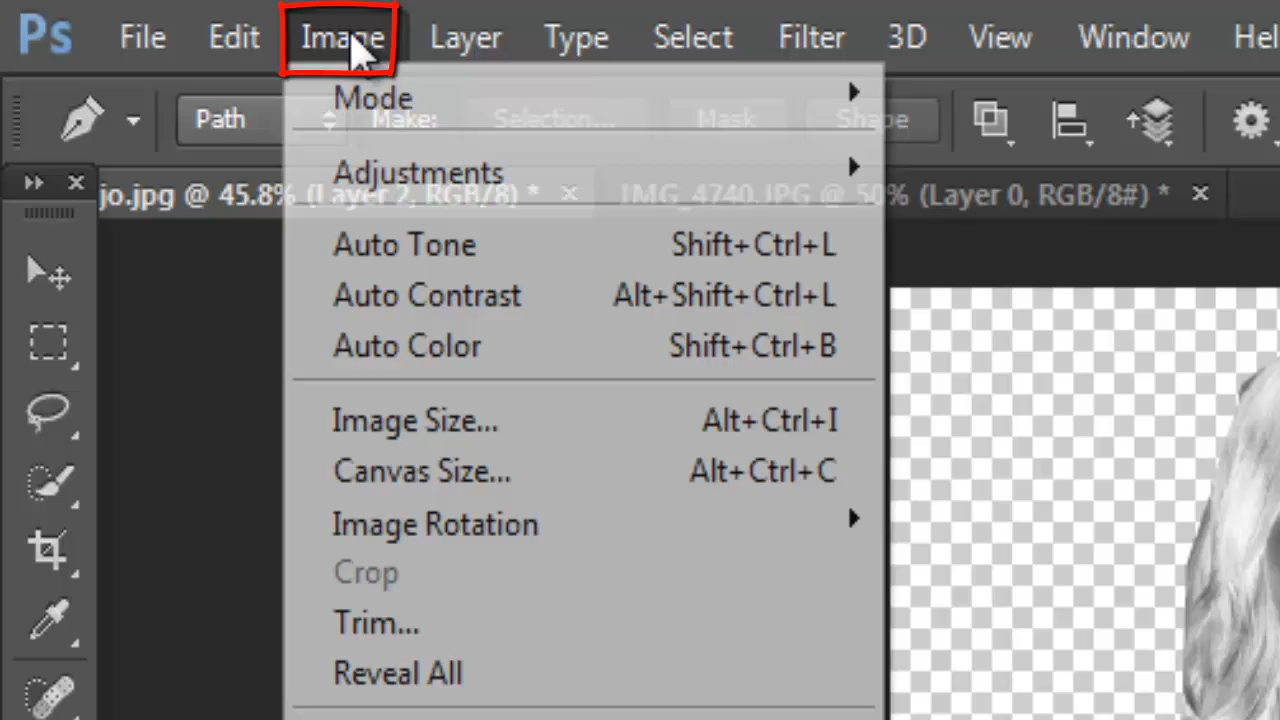 Ps File Edit Image Layer Type Select Filter 3D View Window Hel
Path Make: Selection... Mask Shape
jo.jpg @ 45.8% (Layer 2, RGB/8) * × IMG_4740.JPG @ 50% (Layer 0, RGB/8#) * ×
Mode
Adjustments
Auto Tone Shift+Ctrl+L
Auto Contrast Alt+Shift+Ctrl+L
Auto Color Shift+Ctrl+B
Image Size... Alt+Ctrl+I
Canvas Size... Alt+Ctrl+C
Image Rotation
Crop
Trim...
Reveal All